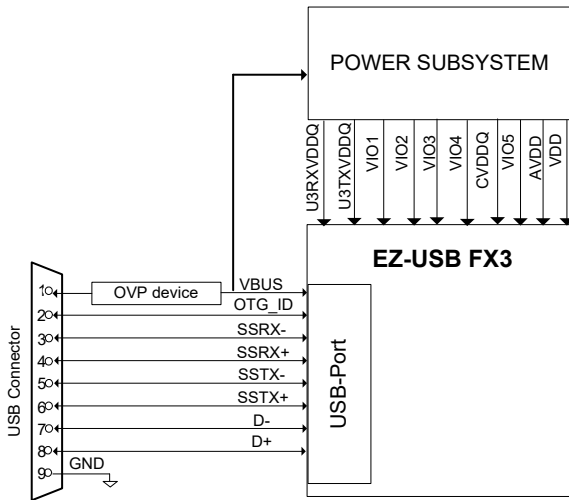 POWER SUBSYSTEM
U3RXVDDQ
U3TXVDDQ
VIO1
VIO2
VIO3
VIO4
CVDDQ
VIO5
AVDD
VDD
EZ-USB FX3
USB Connector
1
OVP device
VBUS
2
OTG_ID
3
SSRX-
4
SSRX+
5
SSTX-
6
SSTX+
7
D-
8
D+
9
GND
USB-Port